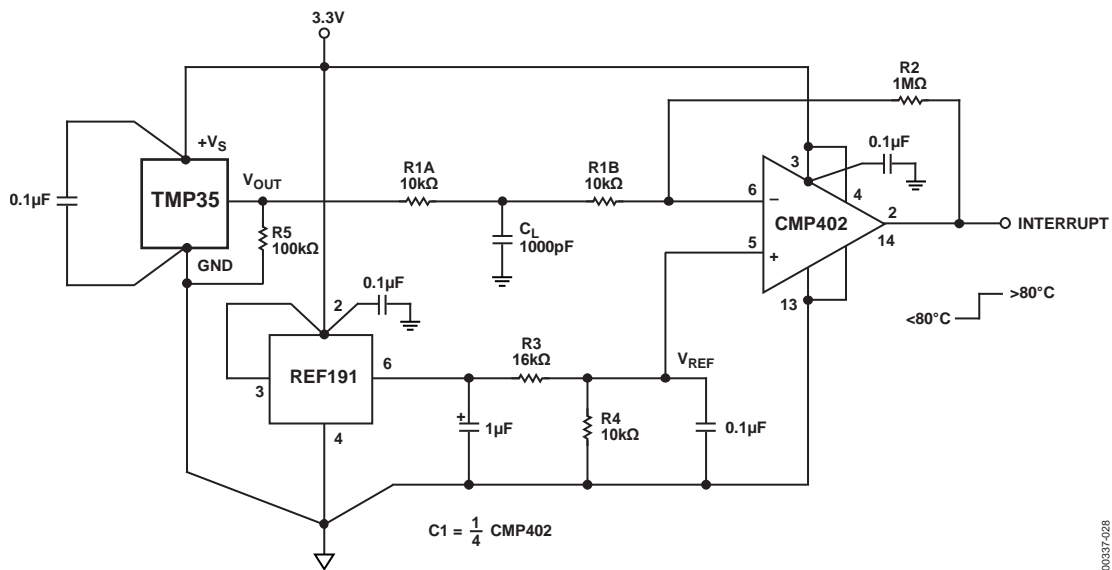 3.3V
R2
1MΩ
+VS
0.1µF
TMP35
VOUT
R1A
10kΩ
R1B
10kΩ
3
0.1µF
6
−
4
CMP402
2
14
INTERRUPT
R5
100kΩ
CL
1000pF
5
+
GND
0.1µF
2
13
>80°C
<80°C
R3
16kΩ
VREF
REF191
6
3
+
1µF
R4
10kΩ
0.1µF
4
C1 = 1/4 CMP402
00337-028